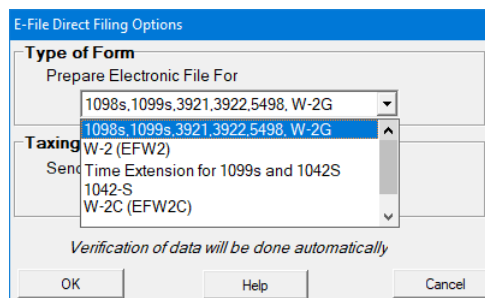 E-File Direct Filing Options
Type of Form
Prepare Electronic File For
1098s,1099s,3921,3922,5498, W-2G
1098s,1099s,3921,3922,5498, W-2G
Taxing
W-2 (EFW2)
Send
Time Extension for 1099s and 1042S
1042-S
W-2C (EFW2C)
Verification of data will be done automatically
OK Help Cancel